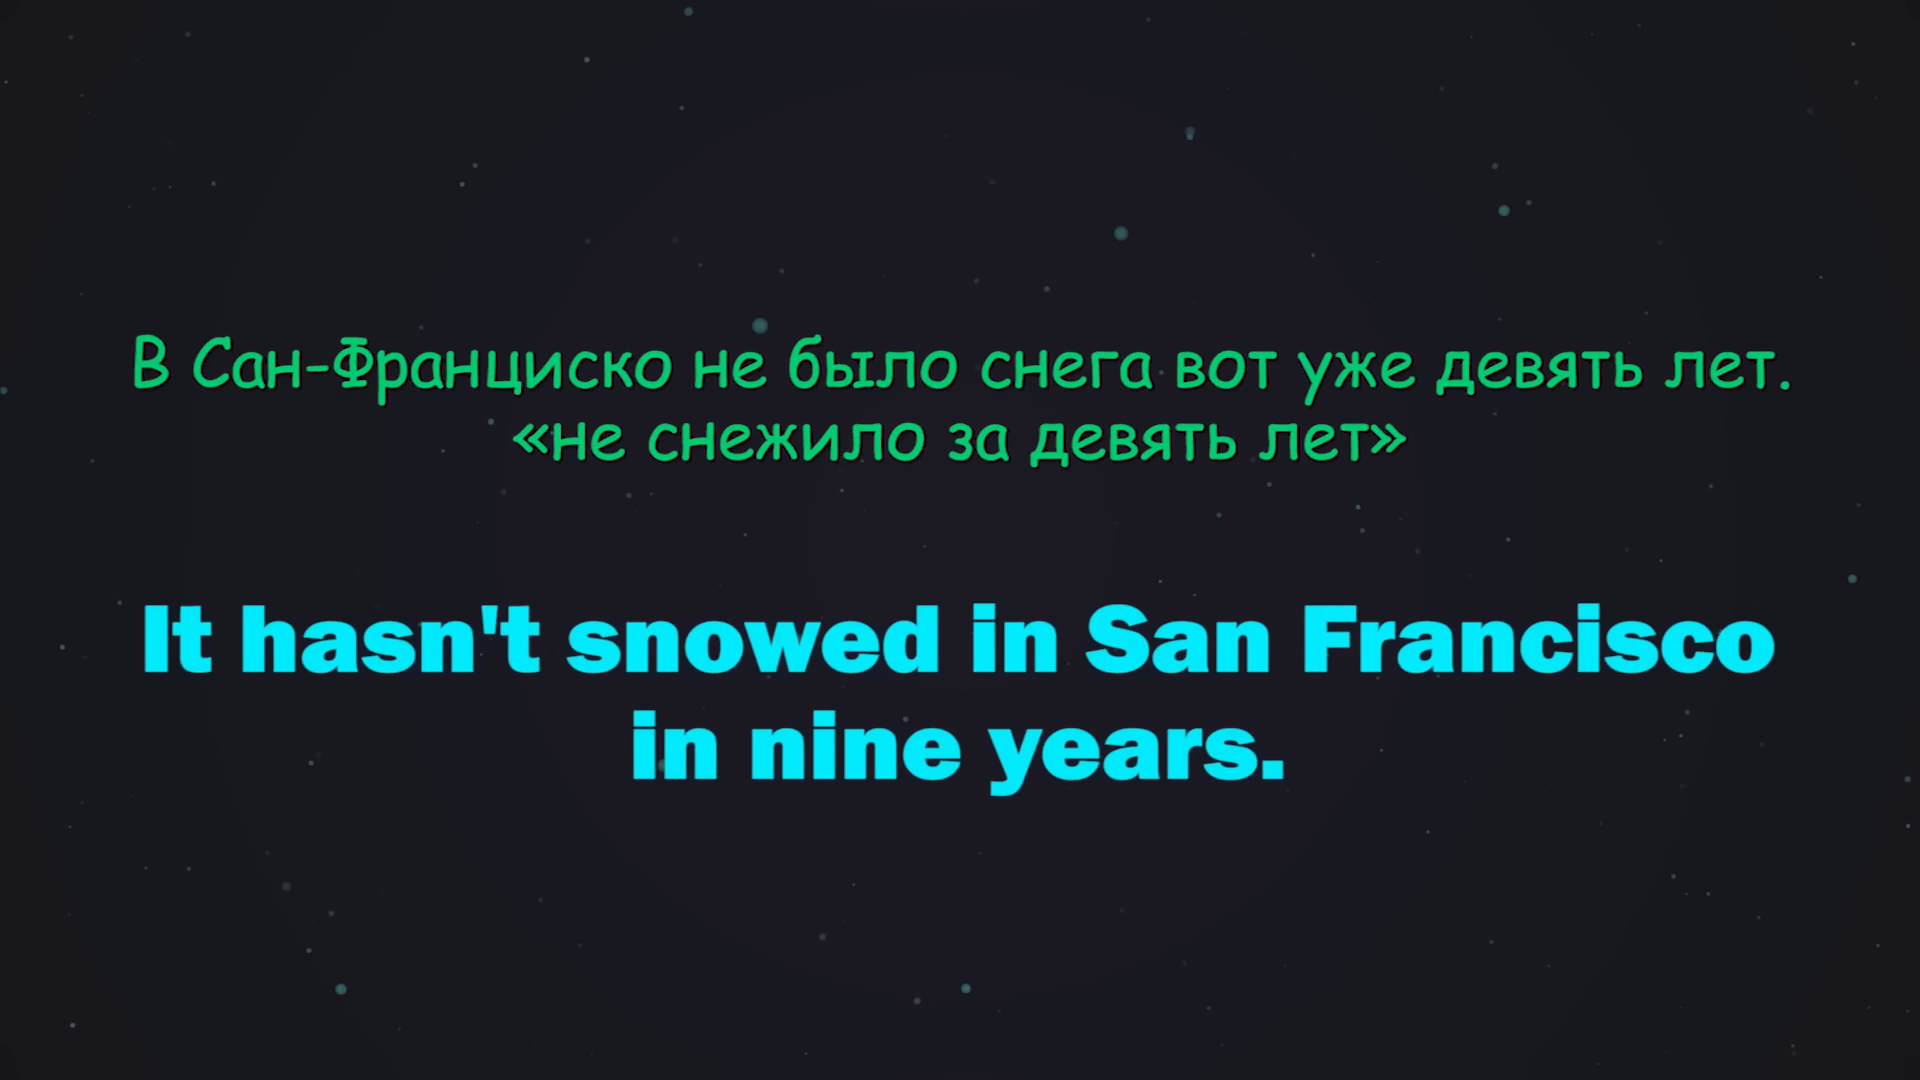 В Сан-Франциско не было снега вот уже девять лет.
«не снежило за девять лет»
It hasn't snowed in San Francisco
in nine years.